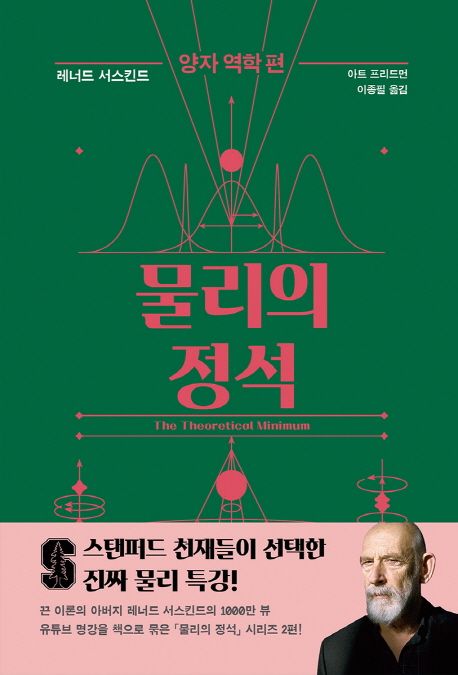 양자 역학 편
레너드 서스킨드
아트 프리드먼
이종필 옮김
물리의
정석
The Theoretical Minimum
S
스탠퍼드 천재들이 선택한
진짜 물리 특강!
끈 이론의 아버지 레너드 서스킨드의 1000만 뷰
유튜브 명강을 책으로 묶은 「물리의 정석」 시리즈 2편!